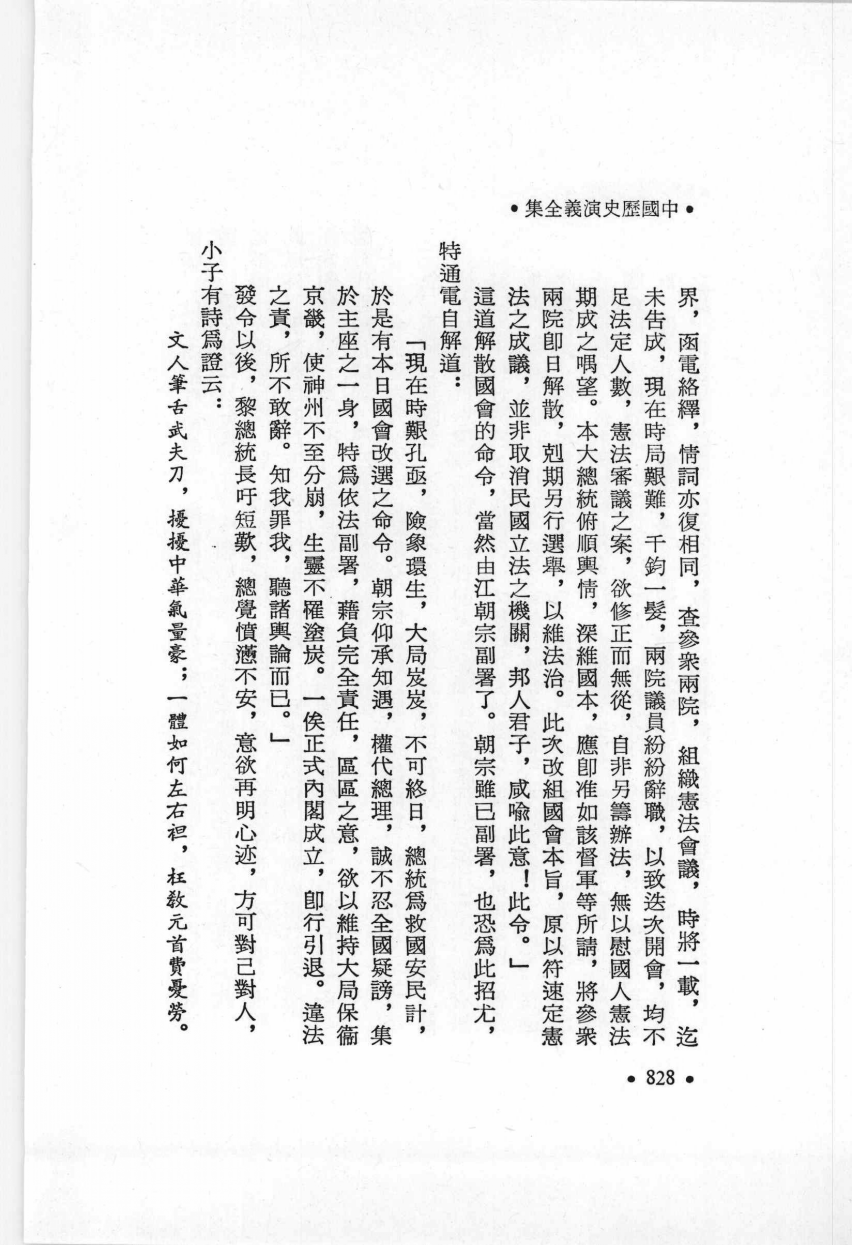 •中國歷史演義全集•
界，函電絡繹，情詞亦復相同，查參衆兩院，組織憲法會議，時將一載，迄
未告成，現在時局艱難，千鈞一髮，兩院議員紛紛辭職，以致迭次開會，均不
足法定人數，憲法審議之案，欲修正而無從，自非另籌辦法，無以慰國人憲法
期成之喁望。本大總統俯順輿情，深維國本，應卽准如該督軍等所請，將參衆
兩院卽日解散，剋期另行選舉，以維法治。此次改組國會本旨，原以符速定憲
法之成議，並非取消民國立法之機關，邦人君子，咸喻此意！此令。」
這道解散國會的命令，當然由江朝宗副署了。朝宗雖已副署，也恐爲此招尤，
特通電自解道：
「現在時艱孔亟，險象環生，大局岌岌，不可終日，總統爲救國安民計，
於是有本日國會改選之命令。朝宗仰承知遇，權代總理，誠不忍全國疑謗，集
於主座之一身，特爲依法副署，藉負完全責任，區區之意，欲以維持大局保衞
京畿，使神州不至分崩，生靈不罹塗炭。一俟正式內閣成立，卽行引退。違法
之責，所不敢辭。知我罪我，聽諸輿論而已。」
發令以後，黎總統長吁短歎，總覺憤懣不安，意欲再明心迹，方可對己對人，
小子有詩爲證云：
文人筆舌武夫刀，擾擾中華氣量豪；一體如何左右袒，枉敎元首費憂勞。
•828•